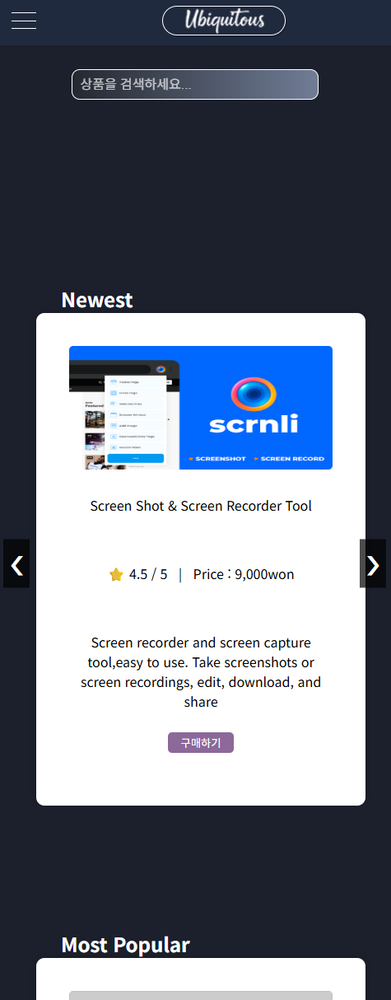 Ubiquitous
상품을 검색하세요...
Newest
scrnli
SCREENSHOT
SCREEN RECORD
Screen Shot & Screen Recorder Tool
4.5 / 5 | Price : 9,000won
Screen recorder and screen capture
tool,easy to use. Take screenshots or
screen recordings, edit, download, and
share
구매하기
Most Popular